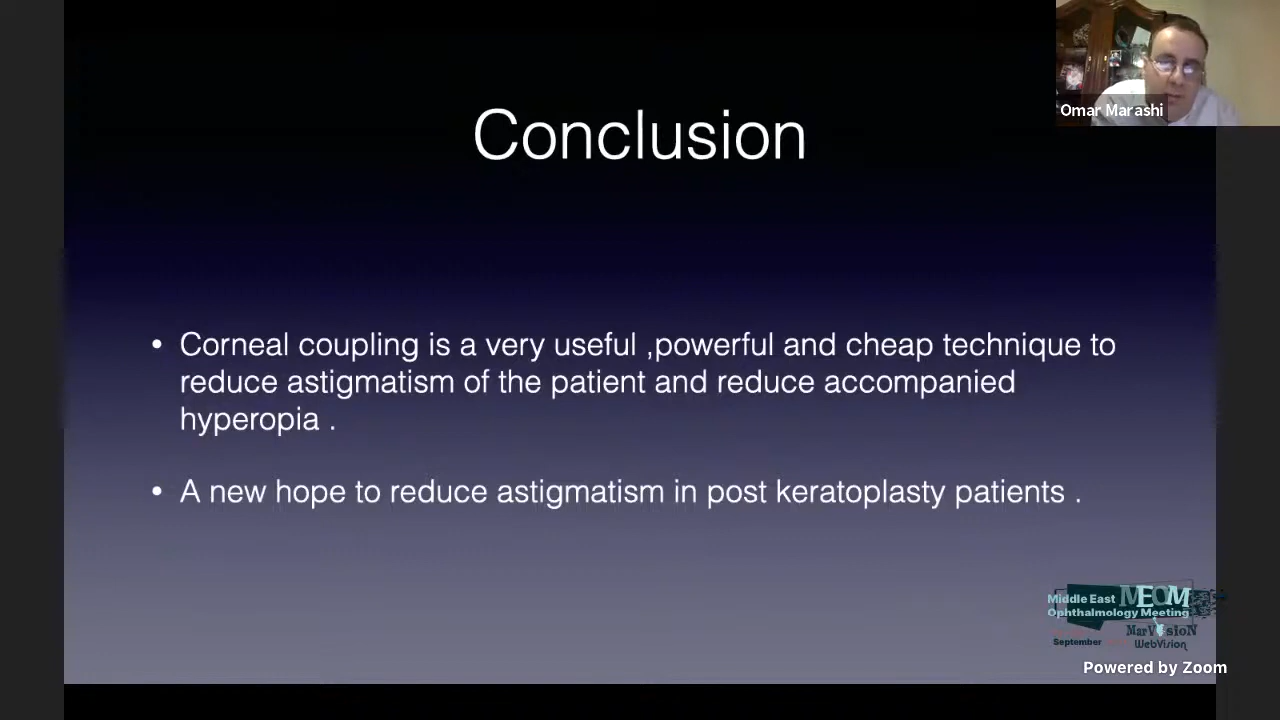 Omar Marashi
Conclusion
• Corneal coupling is a very useful ,powerful and cheap technique to
reduce astigmatism of the patient and reduce accompanied
hyperopia .
• A new hope to reduce astigmatism in post keratoplasty patients .
Middle East MEOM
Ophthalmology Meeting
MarVision
September
WebVision
Powered by Zoom